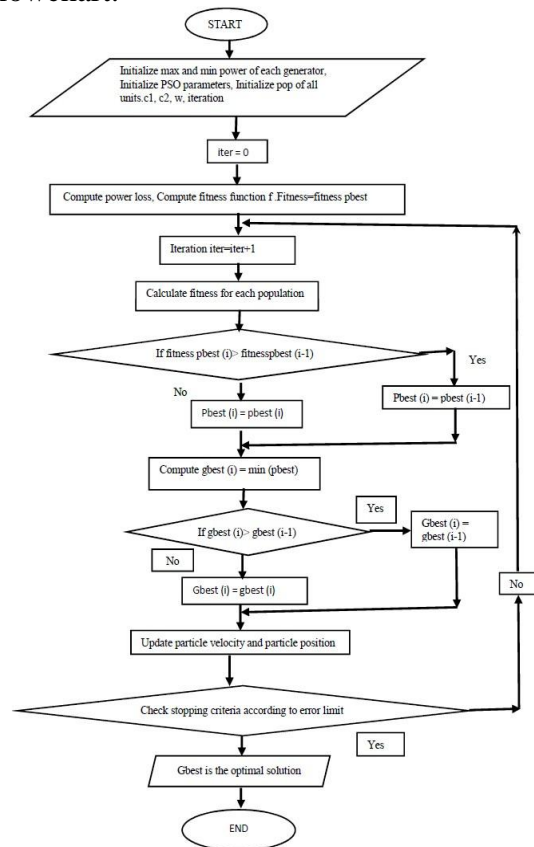 START
Initialize max and min power of each generator,
Initialize PSO parameters, Initialize pop of all
units.c1, c2, w, iteration
iter = 0
Compute power loss, Compute fitness function f .Fitness=fitness pbest
Iteration iter=iter+1
Calculate fitness for each population
If fitness pbest (i)> fitnesspbest (i-1)
Yes
No
Pbest (i) = pbest (i-1)
Pbest (i) = pbest (i)
Compute gbest (i) = min (pbest)
Yes
If gbest (i)> gbest (i-1)
Gbest (i) =
gbest (i-1)
No
No
Gbest (i) = gbest (i)
Update particle velocity and particle position
Check stopping criteria according to error limit
Yes
Gbest is the optimal solution
END